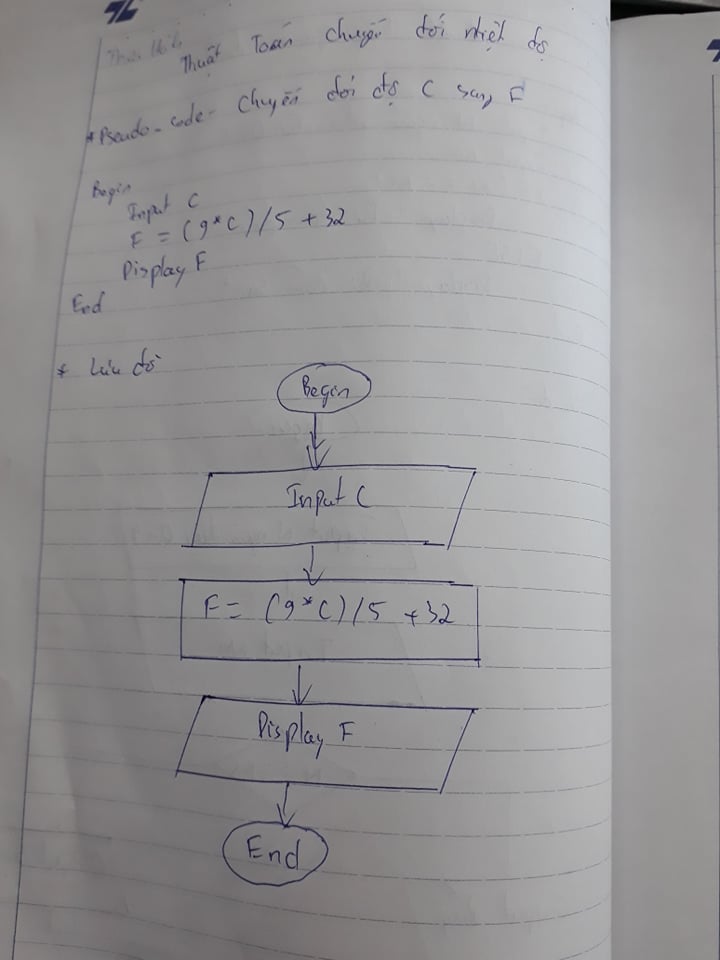 Thuật Toán chuyển đổi nhiệt độ
*Pseudo-code - Chuyển đổi độ C sang F
Begin
Input C
F = (9*C)/5 +32
Display F
End
* Lưu đồ
Begin
Input C
F = (9*C)/5 +32
Display F
End